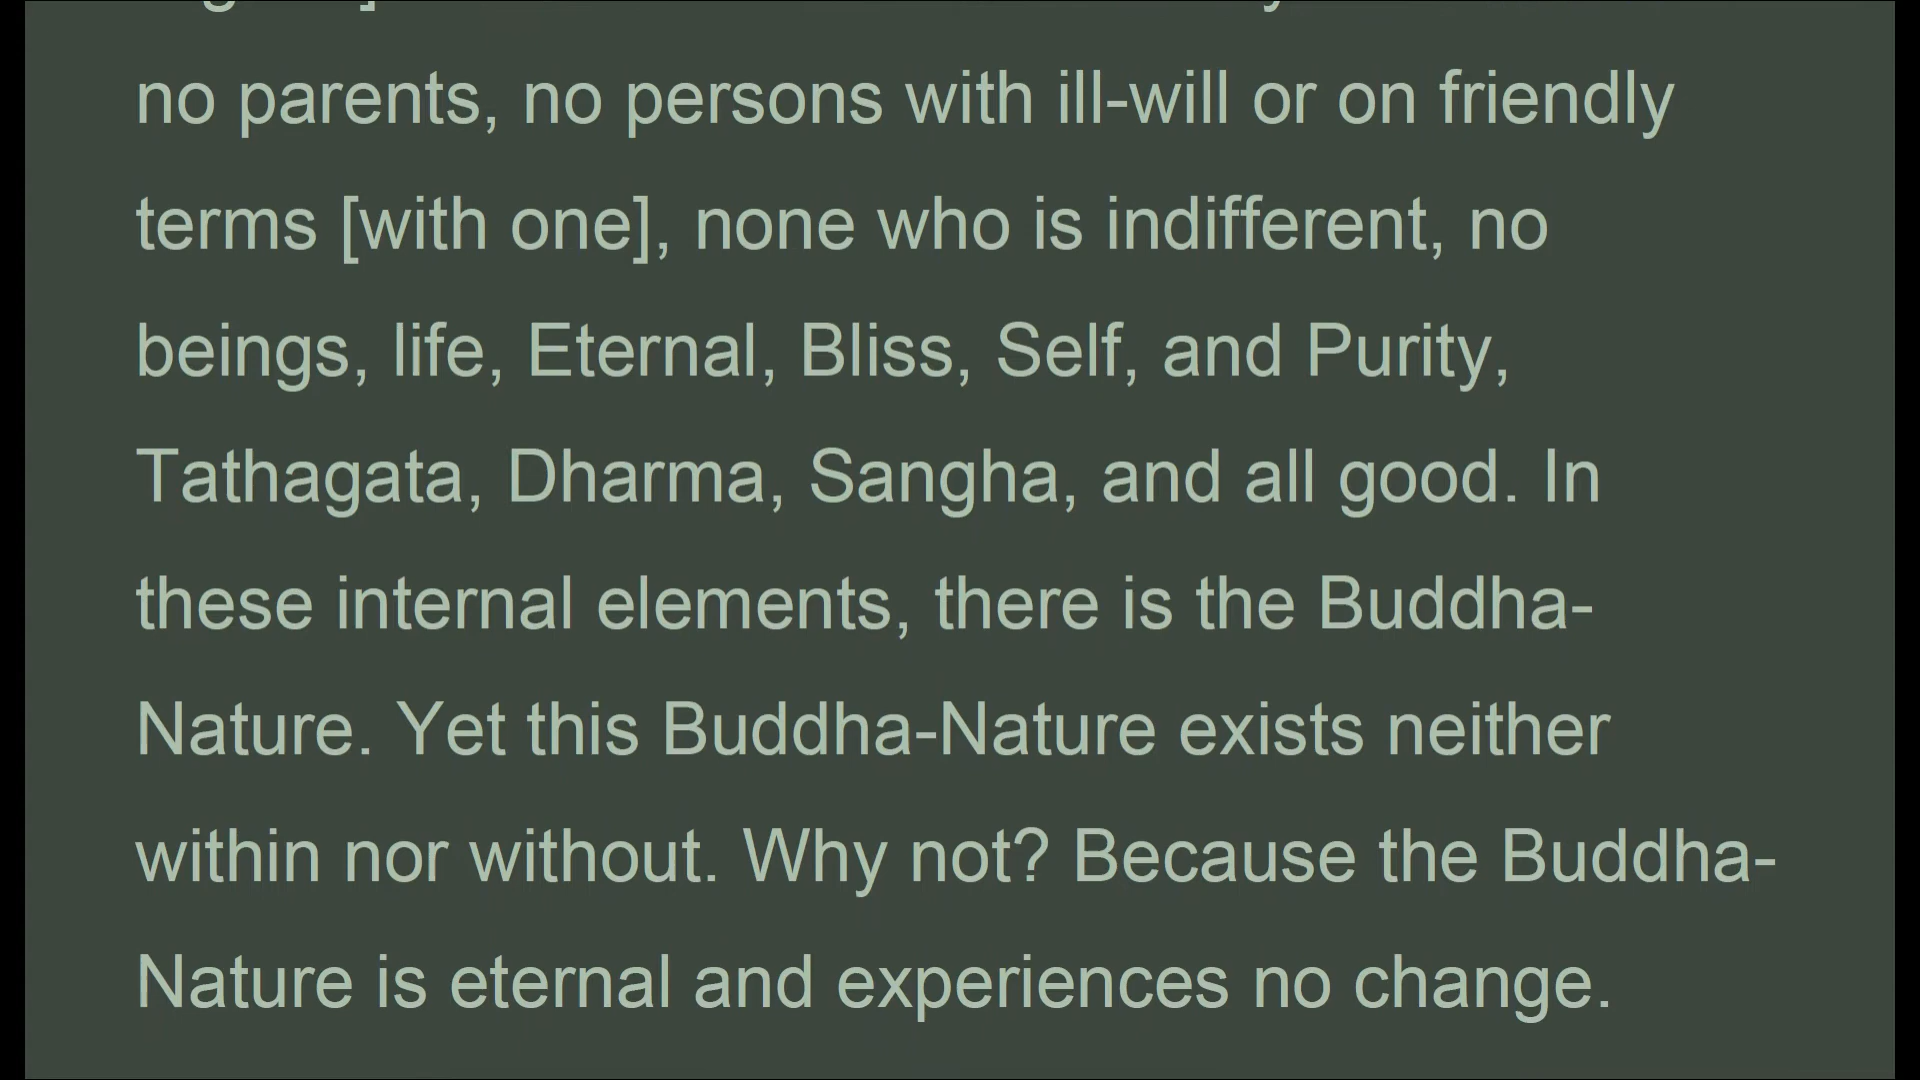 no parents, no persons with ill-will or on friendly
terms [with one], none who is indifferent, no
beings, life, Eternal, Bliss, Self, and Purity,
Tathagata, Dharma, Sangha, and all good. In
these internal elements, there is the Buddha-
Nature. Yet this Buddha-Nature exists neither
within nor without. Why not? Because the Buddha-
Nature is eternal and experiences no change.